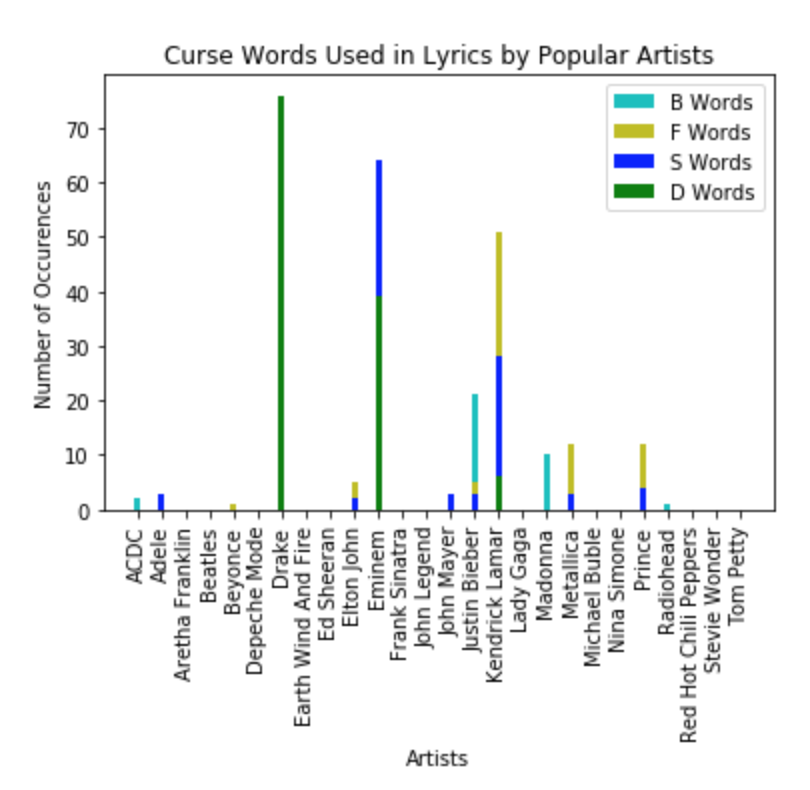 Curse Words Used in Lyrics by Popular Artists
B Words
F Words
S Words
D Words
Number of Occurences
70
60
50
40
30
20
10
0
ACDC
Adele
Aretha Franklin
Beatles
Beyonce
Depeche Mode
Drake
Earth Wind And Fire
Ed Sheeran
Elton John
Eminem
Frank Sinatra
John Legend
John Mayer
Justin Bieber
Kendrick Lamar
Lady Gaga
Madonna
Metallica
Michael Buble
Nina Simone
Prince
Radiohead
Red Hot Chili Peppers
Stevie Wonder
Tom Petty
Artists